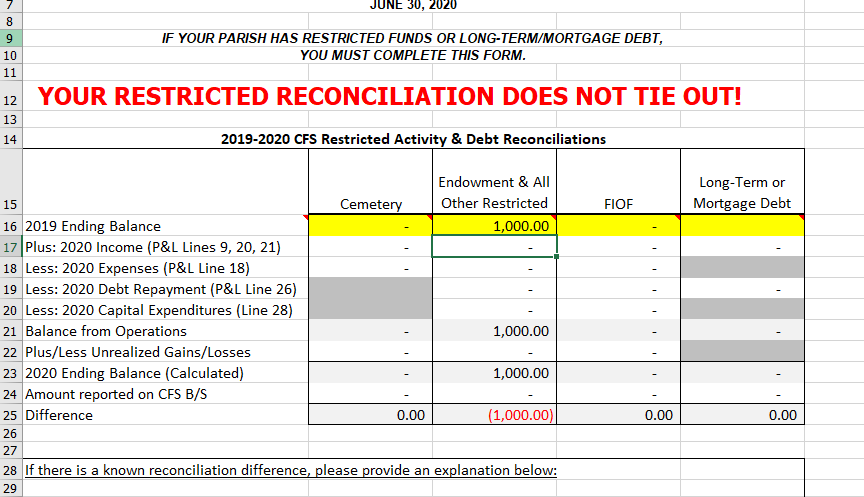 7 JUNE 30, 2020
8
9 IF YOUR PARISH HAS RESTRICTED FUNDS OR LONG-TERM/MORTGAGE DEBT,
10 YOU MUST COMPLETE THIS FORM.
11
12 YOUR RESTRICTED RECONCILIATION DOES NOT TIE OUT!
13
14 2019-2020 CFS Restricted Activity & Debt Reconciliations
Endowment & All Long-Term or
15 Cemetery Other Restricted FIOF Mortgage Debt
16 2019 Ending Balance - 1,000.00 -
17 Plus: 2020 Income (P&L Lines 9, 20, 21) - - - -
18 Less: 2020 Expenses (P&L Line 18) - - -
19 Less: 2020 Debt Repayment (P&L Line 26) - - -
20 Less: 2020 Capital Expenditures (Line 28) - -
21 Balance from Operations - 1,000.00 - -
22 Plus/Less Unrealized Gains/Losses - - -
23 2020 Ending Balance (Calculated) - 1,000.00 - -
24 Amount reported on CFS B/S - - - -
25 Difference 0.00 (1,000.00) 0.00 0.00
26
27
28 If there is a known reconciliation difference, please provide an explanation below:
29